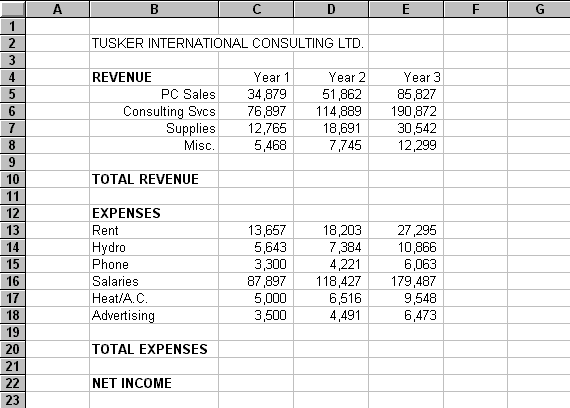 A B C D E F G
1
2 TUSKER INTERNATIONAL CONSULTING LTD.
3
4 REVENUE Year 1 Year 2 Year 3
5 PC Sales 34,879 51,862 85,827
6 Consulting Svcs 76,897 114,889 190,872
7 Supplies 12,765 18,691 30,542
8 Misc. 5,468 7,745 12,299
9
10 TOTAL REVENUE
11
12 EXPENSES
13 Rent 13,657 18,203 27,295
14 Hydro 5,643 7,384 10,866
15 Phone 3,300 4,221 6,063
16 Salaries 87,897 118,427 179,487
17 Heat/A.C. 5,000 6,516 9,548
18 Advertising 3,500 4,491 6,473
19
20 TOTAL EXPENSES
21
22 NET INCOME
23